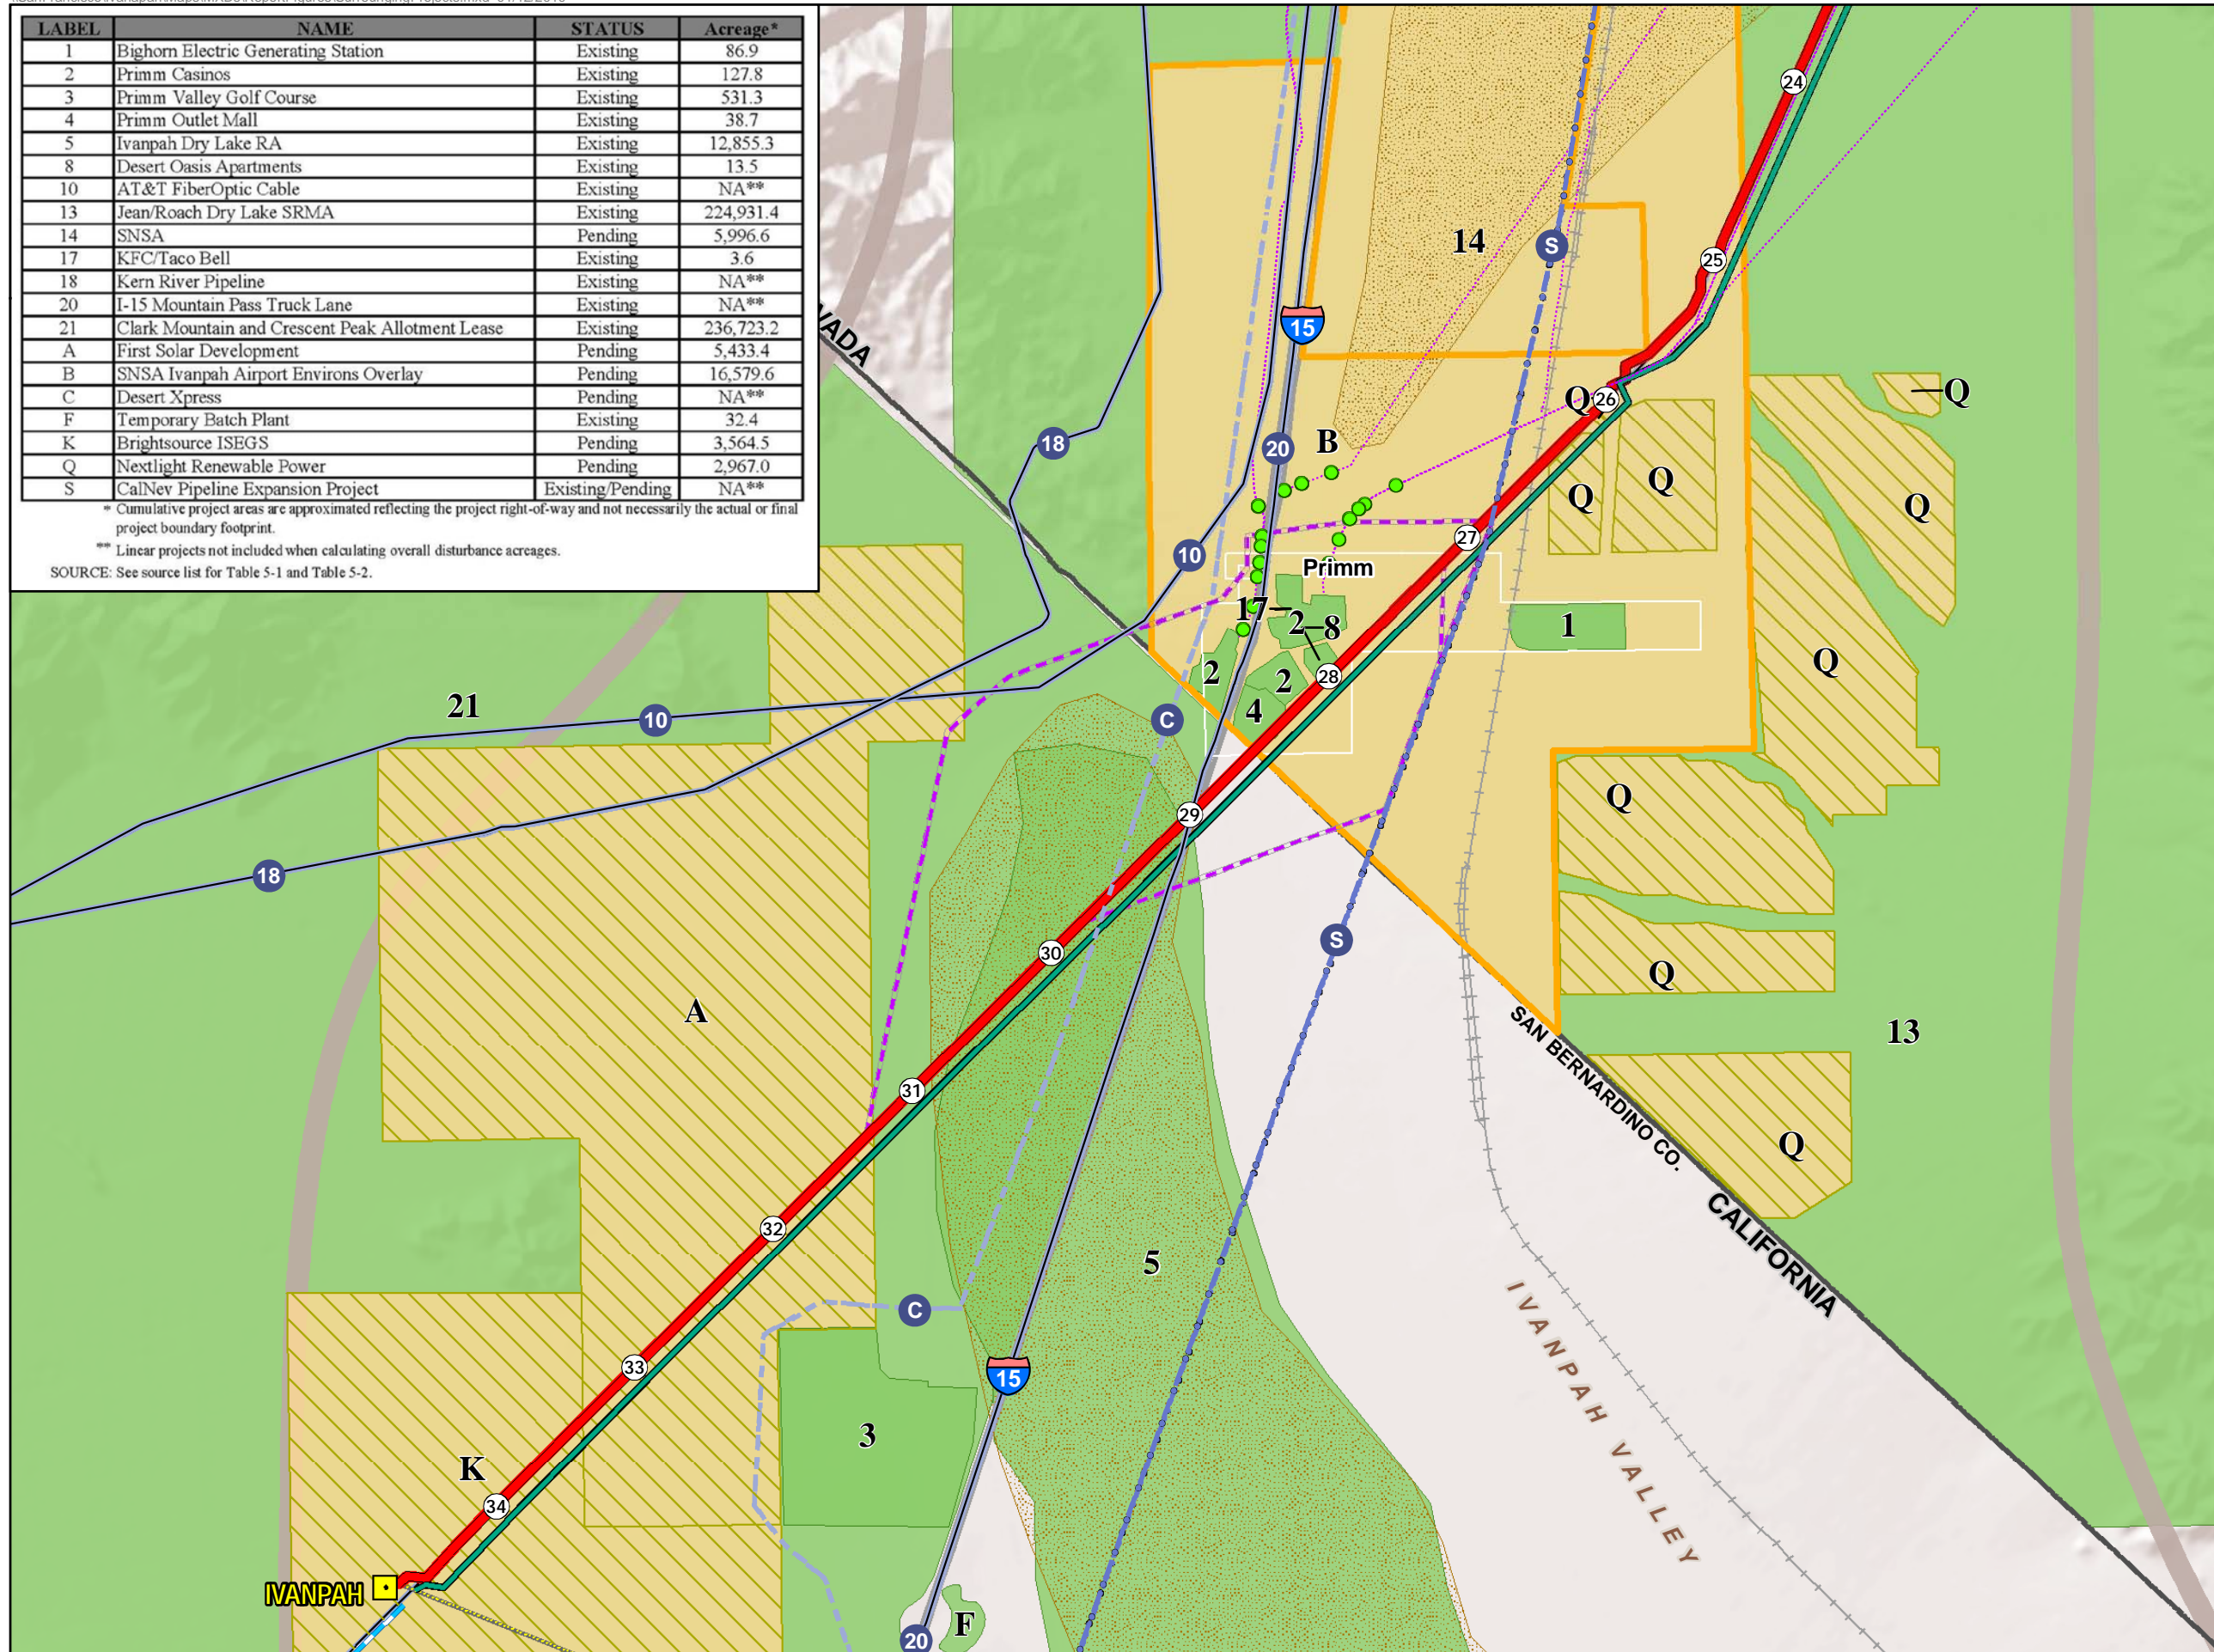 LABEL NAME STATUS Acreage*
1 Bighorn Electric Generating Station Existing 86.9
2 Primm Casinos Existing 127.8
3 Primm Valley Golf Course Existing 531.3
4 Primm Outlet Mall Existing 38.7
5 Ivanpah Dry Lake RA Existing 12,855.3
8 Desert Oasis Apartments Existing 13.5
10 AT&T FiberOptic Cable Existing NA**
13 Jean/Roach Dry Lake SRMA Existing 224,931.4
14 SNSA Pending 5,996.6
17 KFC/Taco Bell Existing 3.6
18 Kern River Pipeline Existing NA**
20 I-15 Mountain Pass Truck Lane Existing NA**
21 Clark Mountain and Crescent Peak Allotment Lease Existing 236,723.2
A First Solar Development Pending 5,433.4
B SNSA Ivanpah Airport Environs Overlay Pending 16,579.6
C Desert Xpress Pending NA**
F Temporary Batch Plant Existing 32.4
K Brightsource ISEGS Pending 3,564.5
Q Nextlight Renewable Power Pending 2,967.0
S CalNev Pipeline Expansion Project Existing/Pending NA**
* Cumulative project areas are approximated reflecting the project right-of-way and not necessarily the actual or final
project boundary footprint.
** Linear projects not included when calculating overall disturbance acreages.
SOURCE: See source list for Table 5-1 and Table 5-2.
24
14
S
25
15
VADA
Q
26
Q
18
20
B
Q
Q
Q
27
10
Primm
17
2
8
1
2
2
28
Q
4
21
10
C
Q
29
18
S
30
Q
A
13
SAN BERNARDINO CO.
31
Q
32
CALIFORNIA
5
C
33
15
IVANPAH VALLEY
3
K
34
IVANPAH
F
20